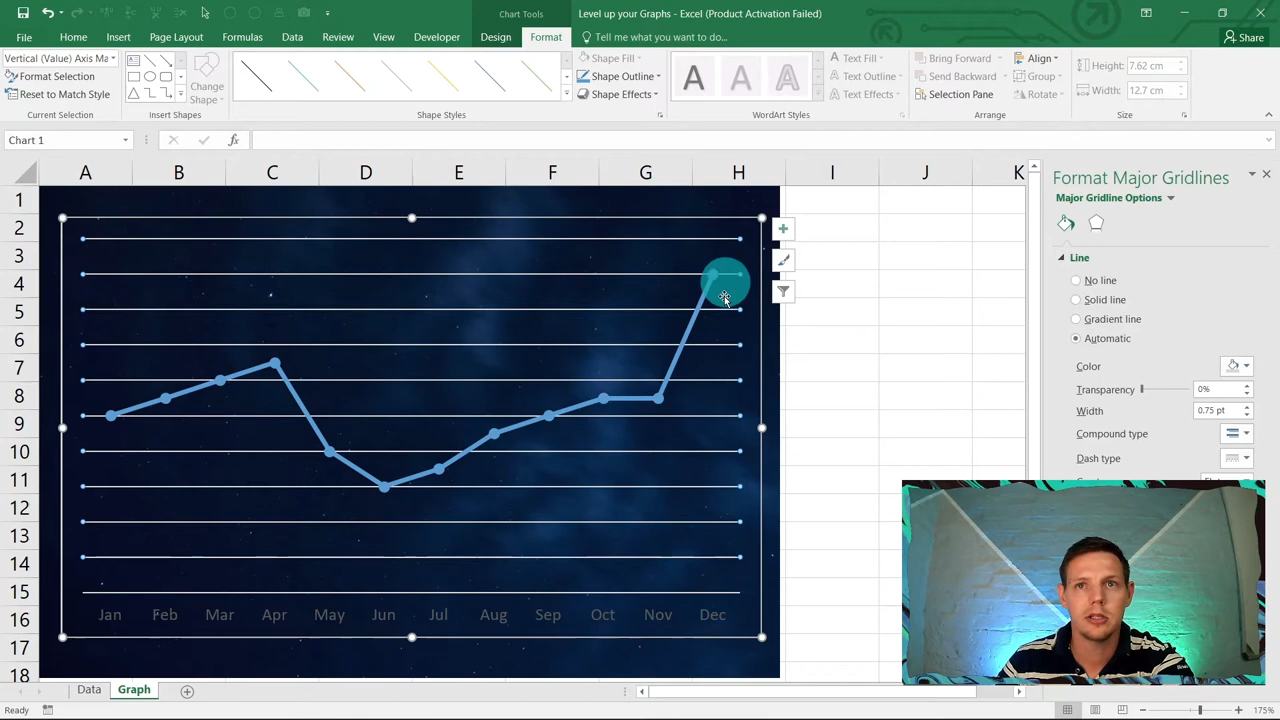 Chart Tools
Level up your Graphs - Excel (Product Activation Failed)
File
Home
Insert
Page Layout
Formulas
Data
Review
View
Developer
Design
Format
Tell me what you want to do...
Share
Vertical (Value) Axis Ma
Format Selection
Reset to Match Style
Current Selection
Change
Shape
Insert Shapes
Shape Fill
Shape Outline
Shape Effects
Shape Styles
A A A
Text Fill
Text Outline
Text Effects
WordArt Styles
Bring Forward
Send Backward
Selection Pane
Align
Group
Rotate
Arrange
Height: 7.62 cm
Width: 12.7 cm
Size
Chart 1
fx
A B C D E F G H I J K
1
2
3
4
5
6
7
8
9
10
11
12
13
14
15
16
17
18
Jan Feb Mar Apr May Jun Jul Aug Sep Oct Nov Dec
Format Major Gridlines
Major Gridline Options
Line
No line
Solid line
Gradient line
Automatic
Color
Transparency 0%
Width 0.75 pt
Compound type
Dash type
Data
Graph
Ready
175%